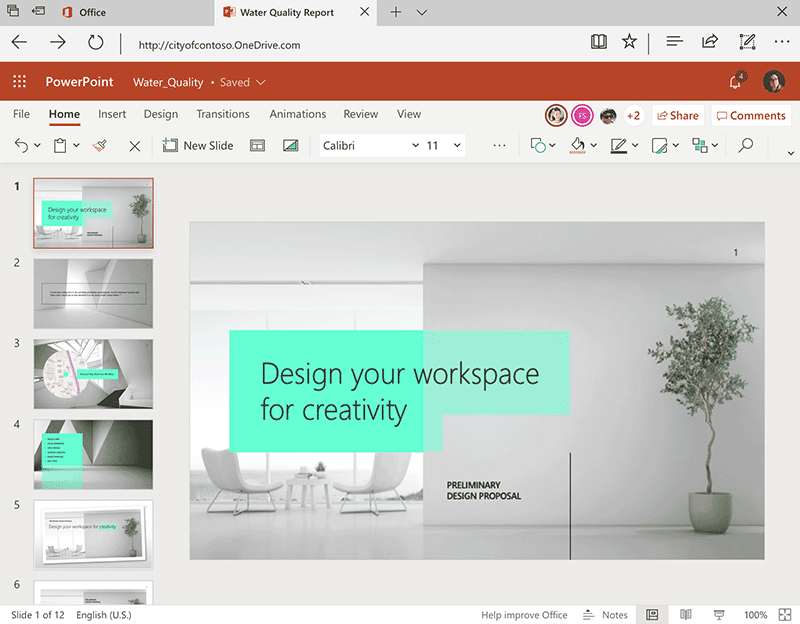 Office
Water Quality Report
http://cityofcontoso.OneDrive.com
PowerPoint
Water_Quality • Saved
4
File Home Insert Design Transitions Animations Review View
FS
+2
Share
Comments
New Slide
Calibri
11
1
Design your workspace
for creativity
2
3
4
5
Design your workspace for creativity
6
1
Design your workspace
for creativity
PRELIMINARY
DESIGN PROPOSAL
Slide 1 of 12
English (U.S.)
Help improve Office
Notes
100%